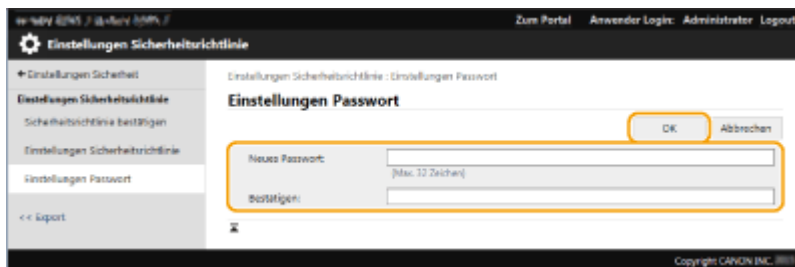 Zum Portal Anwender Login: Administrator Logout
Einstellungen Sicherheitsrichtlinie
Einstellungen Sicherheit
Einstellungen Sicherheitsrichtlinie : Einstellungen Passwort
Einstellungen Sicherheitsrichtlinie
Einstellungen Passwort
Sicherheitsrichtlinie bestätigen
OK Abbrechen
Einstellungen Sicherheitsrichtlinie
Neues Passwort:
(Max. 32 Zeichen)
Einstellungen Passwort
Bestätigen:
<< Export
Copyright CANON INC.